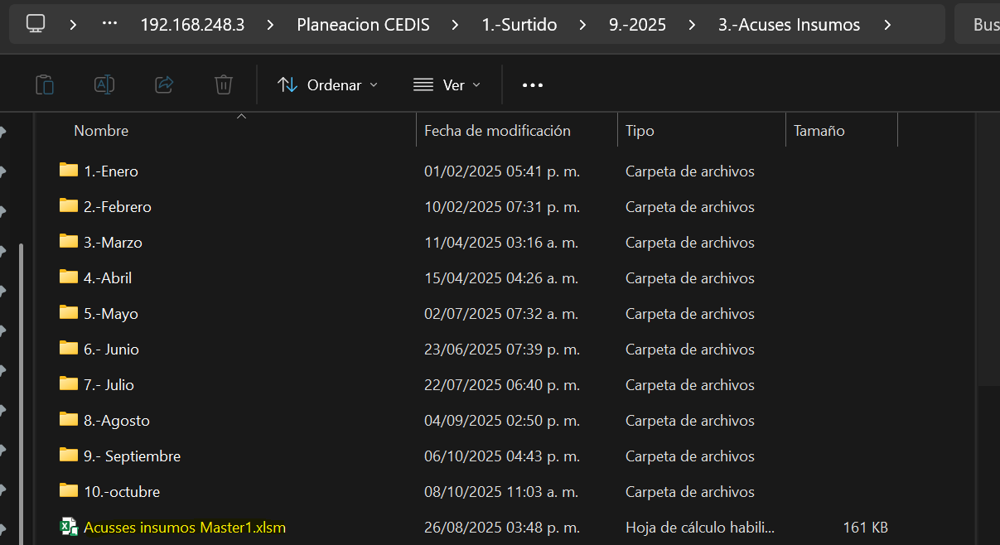 ··· 192.168.248.3 Planeacion CEDIS 1.-Surtido 9.-2025 3.-Acuses Insumos
Ordenar Ver
Nombre Fecha de modificación Tipo Tamaño
1.-Enero 01/02/2025 05:41 p. m. Carpeta de archivos
2.-Febrero 10/02/2025 07:31 p. m. Carpeta de archivos
3.-Marzo 11/04/2025 03:16 a. m. Carpeta de archivos
4.-Abril 15/04/2025 04:26 a. m. Carpeta de archivos
5.-Mayo 02/07/2025 07:32 a. m. Carpeta de archivos
6.- Junio 23/06/2025 07:39 p. m. Carpeta de archivos
7.- Julio 22/07/2025 06:40 p. m. Carpeta de archivos
8.-Agosto 04/09/2025 02:50 p. m. Carpeta de archivos
9.- Septiembre 06/10/2025 04:43 p. m. Carpeta de archivos
10.-octubre 08/10/2025 11:03 a. m. Carpeta de archivos
Acusses insumos Master1.xlsm 26/08/2025 03:48 p. m. Hoja de cálculo habili... 161 KB